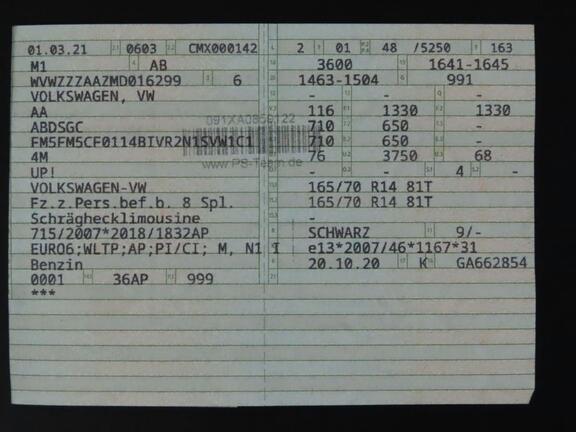 01.03.21 0603 CMX000142 2 01 48 /5250 163
M1 AB 3600 1641-1645
WVWZZZAAZMD016299 6 1463-1504 991
VOLKSWAGEN, VW - - -
AA 116 1330 1330
ABDSGC 710 650 -
FM5FM5CF0114BIVR2N1SVW1C1 710 650 -
4M 76 3750 68
UP! - - 4 -
VOLKSWAGEN-VW 165/70 R14 81T
Fz.z.Pers.bef.b. 8 Spl. 165/70 R14 81T
Schräghecklimousine -
715/2007*2018/1832AP SCHWARZ 9/-
EURO6;WLTP;AP;PI/CI; M, N1 I e13*2007/46*1167*31
Benzin 20.10.20 K GA662854
0001 36AP 999
***
www.PS-Team.de